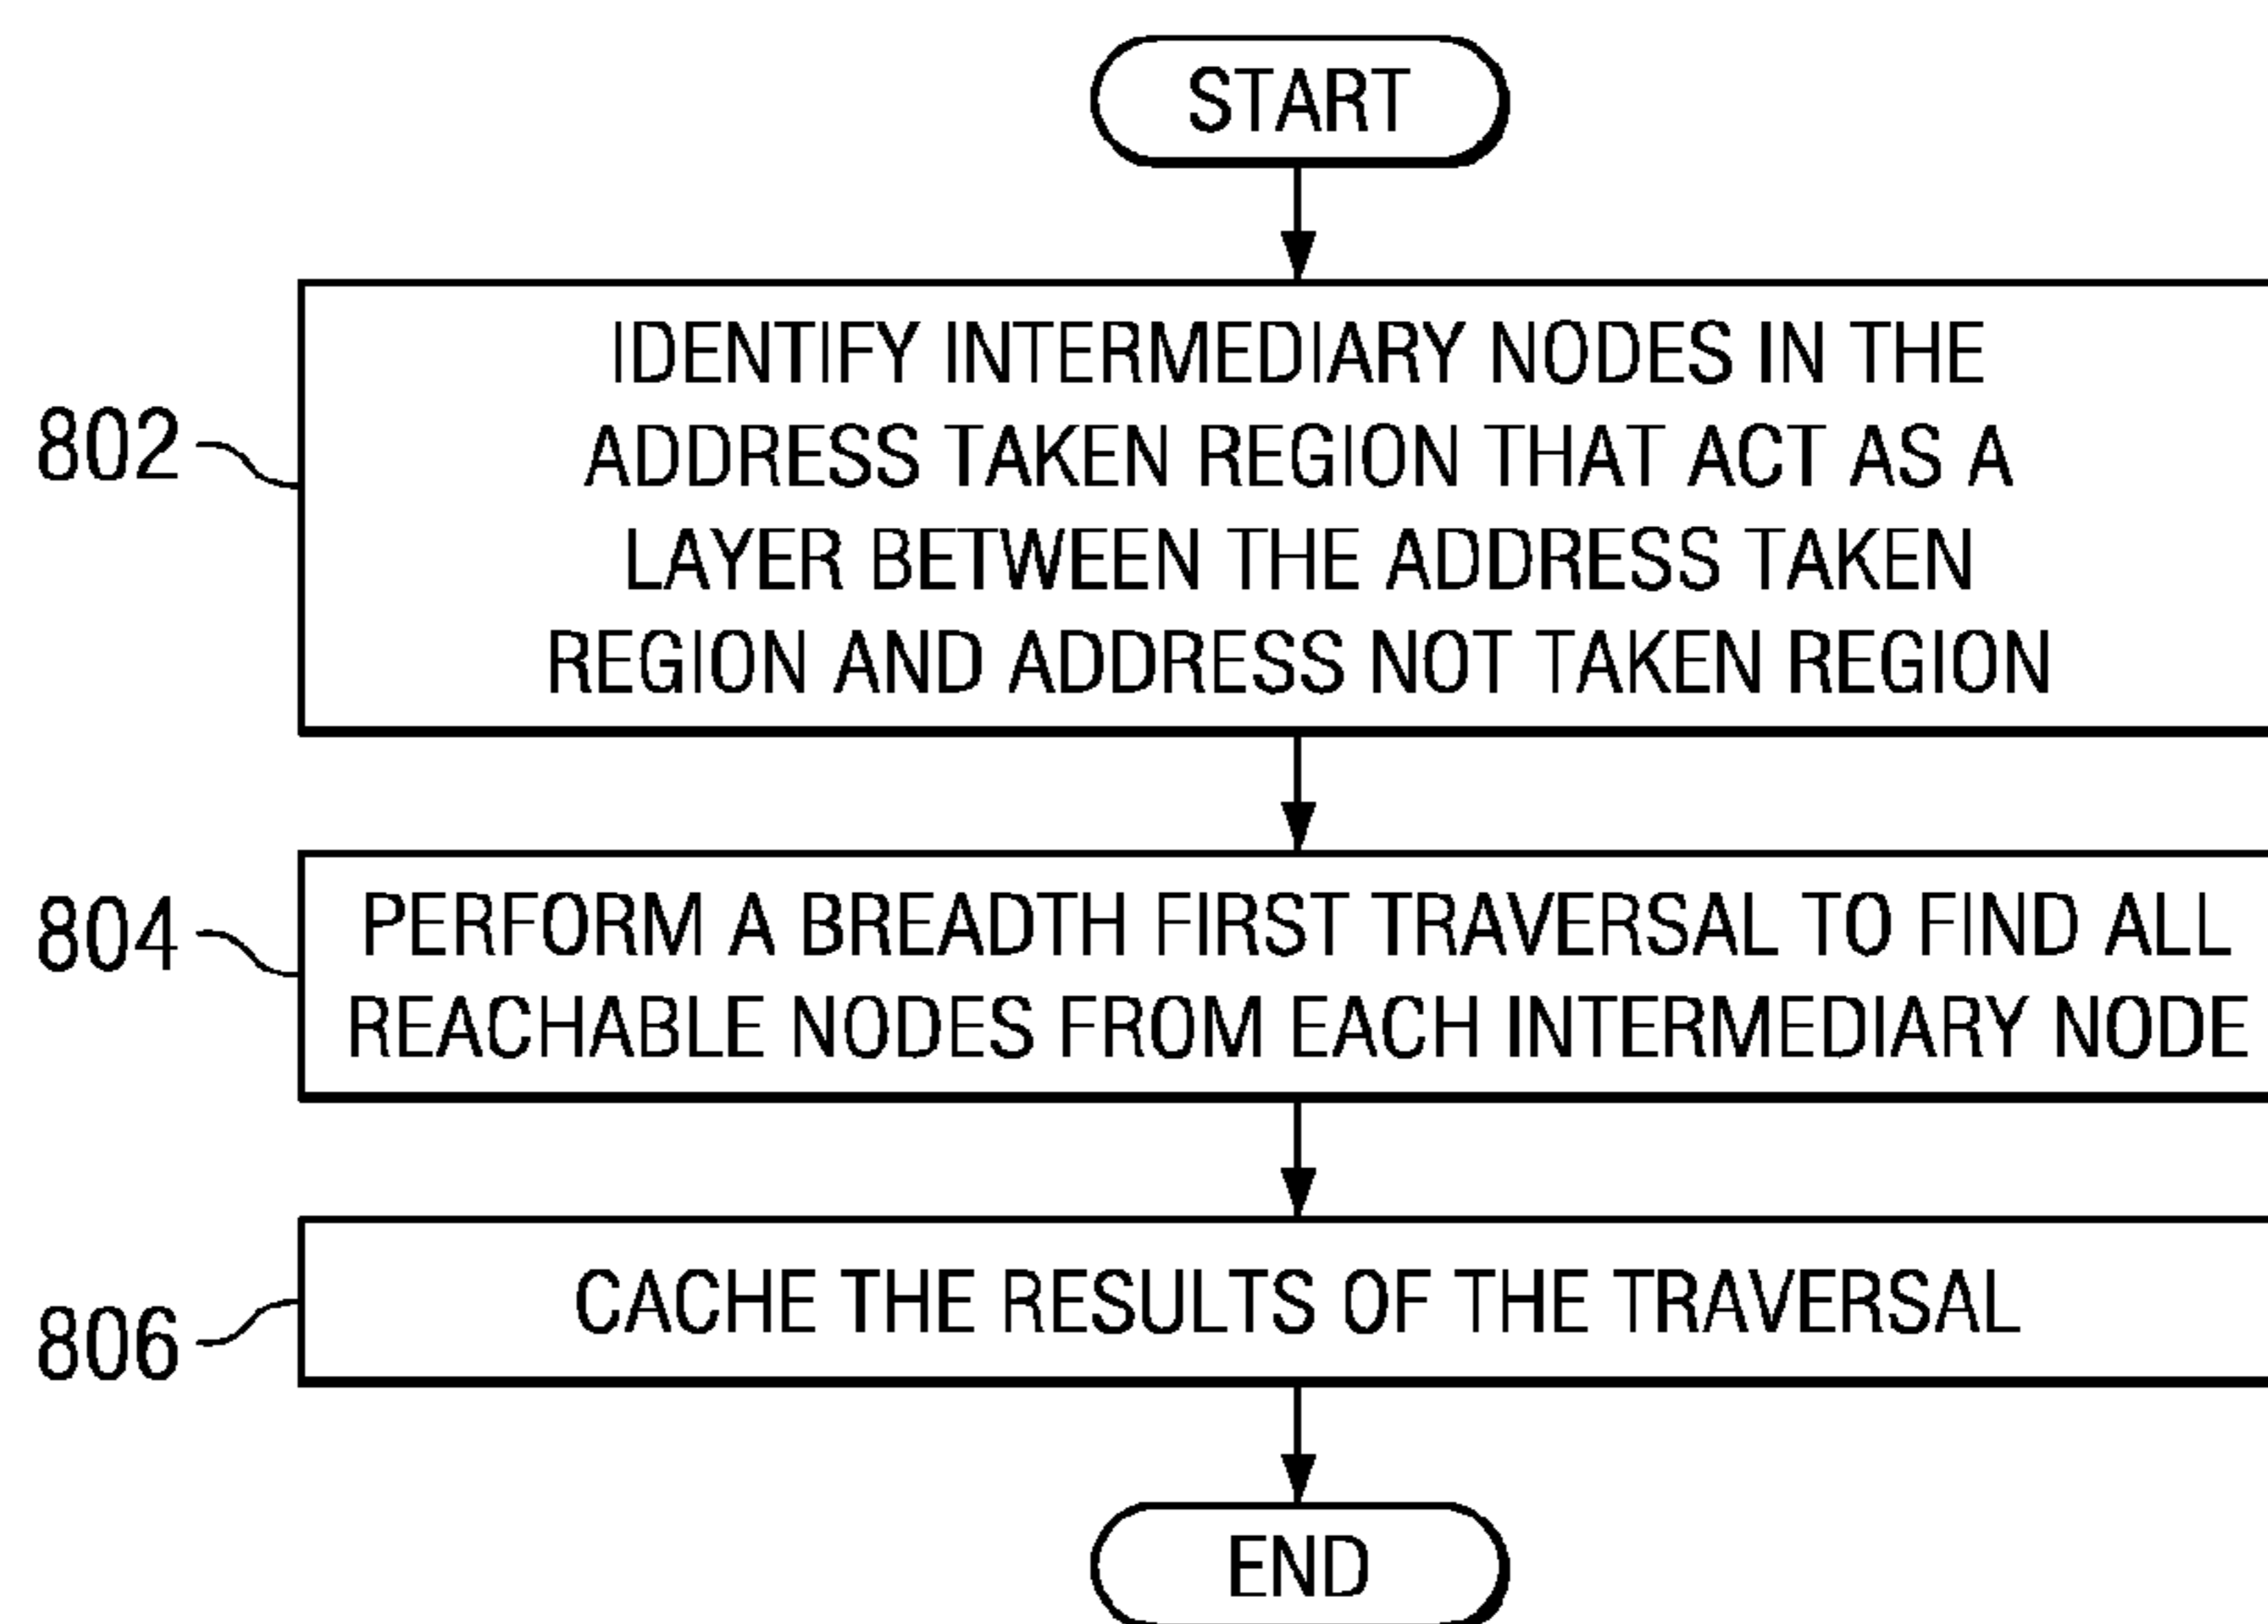 START
802
IDENTIFY INTERMEDIARY NODES IN THE
ADDRESS TAKEN REGION THAT ACT AS A
LAYER BETWEEN THE ADDRESS TAKEN
REGION AND ADDRESS NOT TAKEN REGION
804
PERFORM A BREADTH FIRST TRAVERSAL TO FIND ALL
REACHABLE NODES FROM EACH INTERMEDIARY NODE
806
CACHE THE RESULTS OF THE TRAVERSAL
END